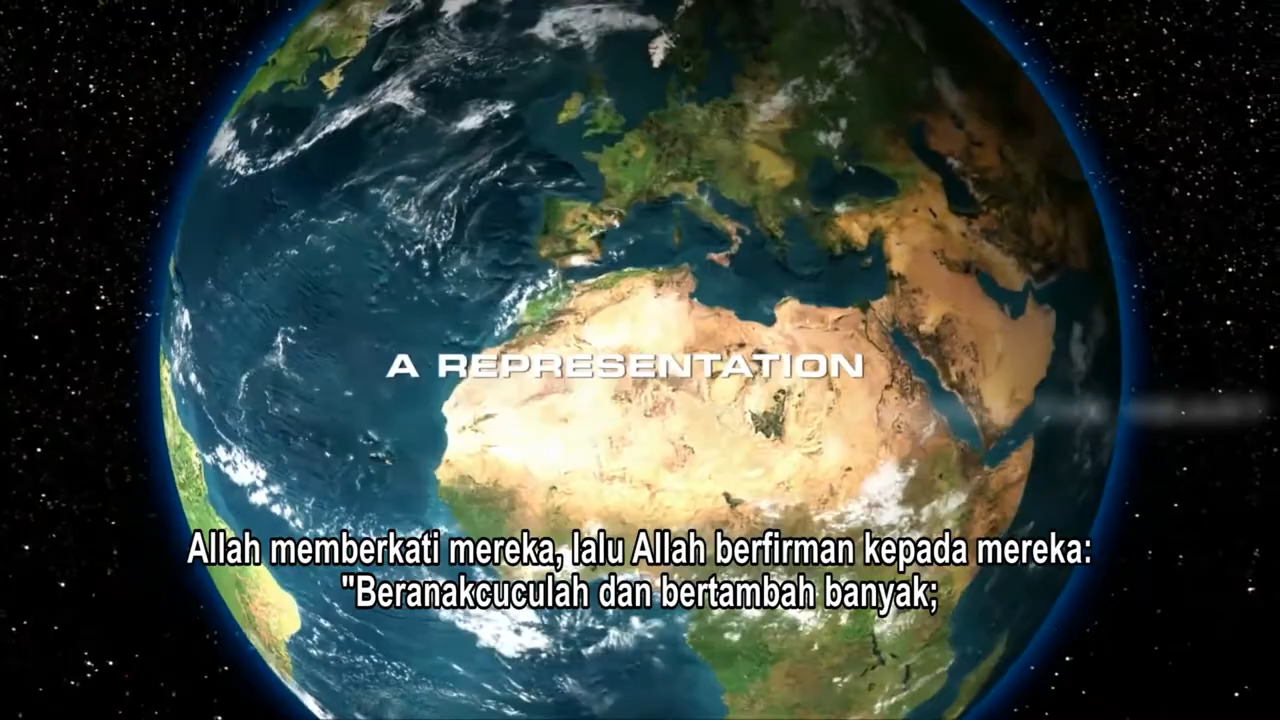 A REPRESENTATION
Allah memberkati mereka, lalu Allah berfirman kepada mereka:
"Beranakcuculah dan bertambah banyak;